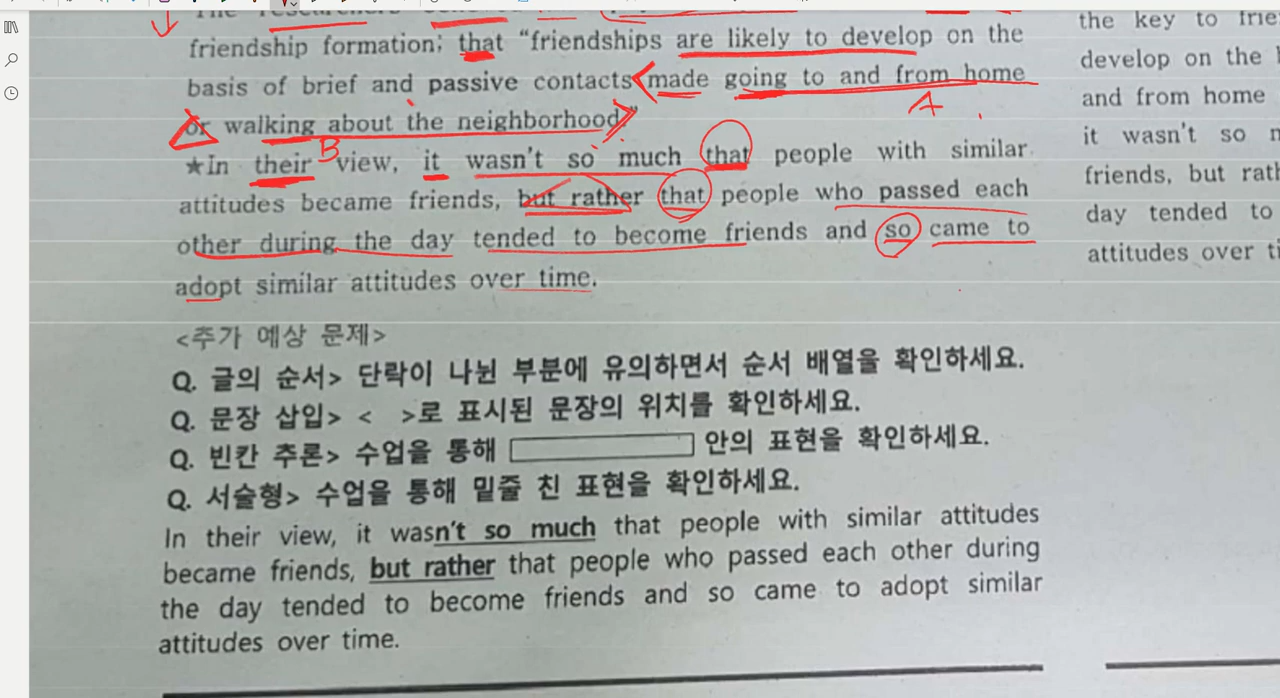 The researchers
friendship formation; that “friendships are likely to develop on the
basis of brief and passive contacts made going to and from home
or walking about the neighborhood.”
A
B
★In their view, it wasn't so much that people with similar
attitudes became friends, but rather that people who passed each
other during the day tended to become friends and so came to
adopt similar attitudes over time.
<추가 예상 문제>
Q. 글의 순서> 단락이 나뉜 부분에 유의하면서 순서 배열을 확인하세요.
Q. 문장 삽입> < >로 표시된 문장의 위치를 확인하세요.
Q. 빈칸 추론> 수업을 통해 안의 표현을 확인하세요.
Q. 서술형> 수업을 통해 밑줄 친 표현을 확인하세요.
In their view, it wasn't so much that people with similar attitudes
became friends, but rather that people who passed each other during
the day tended to become friends and so came to adopt similar
attitudes over time.
the key to
develop on the
and from home
it wasn't so
friends, but
day tended to
attitudes over